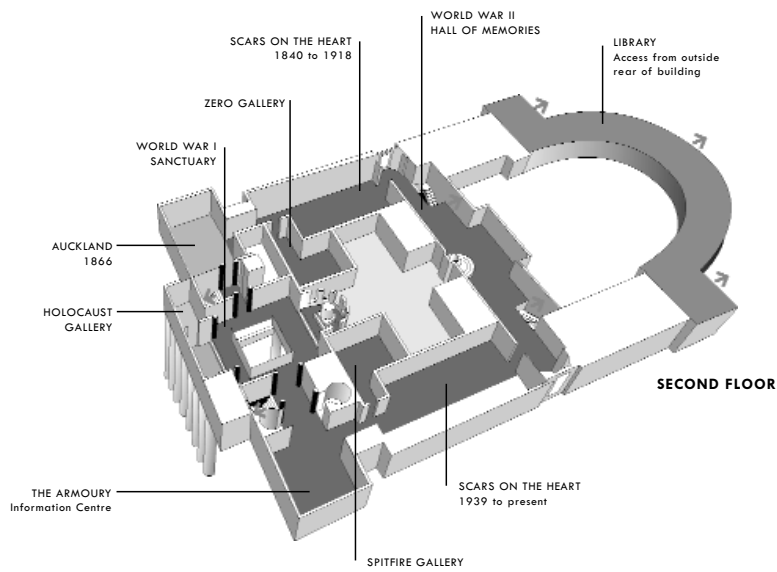 WORLD WAR II
HALL OF MEMORIES
SCARS ON THE HEART
1840 to 1918
LIBRARY
Access from outside
rear of building
ZERO GALLERY
WORLD WAR I
SANCTUARY
AUCKLAND
1866
HOLOCAUST
GALLERY
SECOND FLOOR
THE ARMOURY
Information Centre
SCARS ON THE HEART
1939 to present
SPITFIRE GALLERY